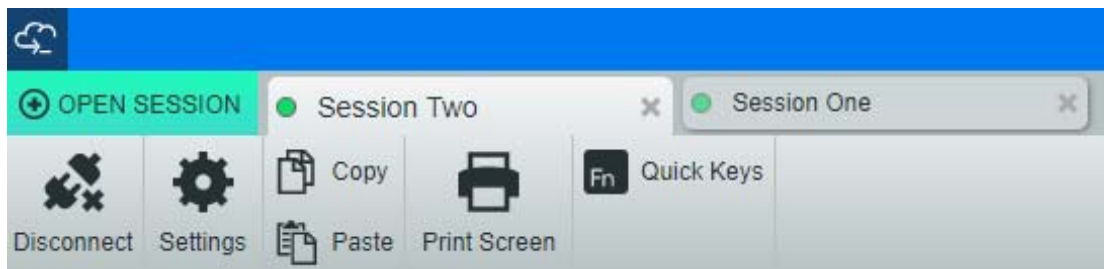 OPEN SESSION
Session Two
Session One
Copy
Fn Quick Keys
Disconnect
Settings
Paste
Print Screen